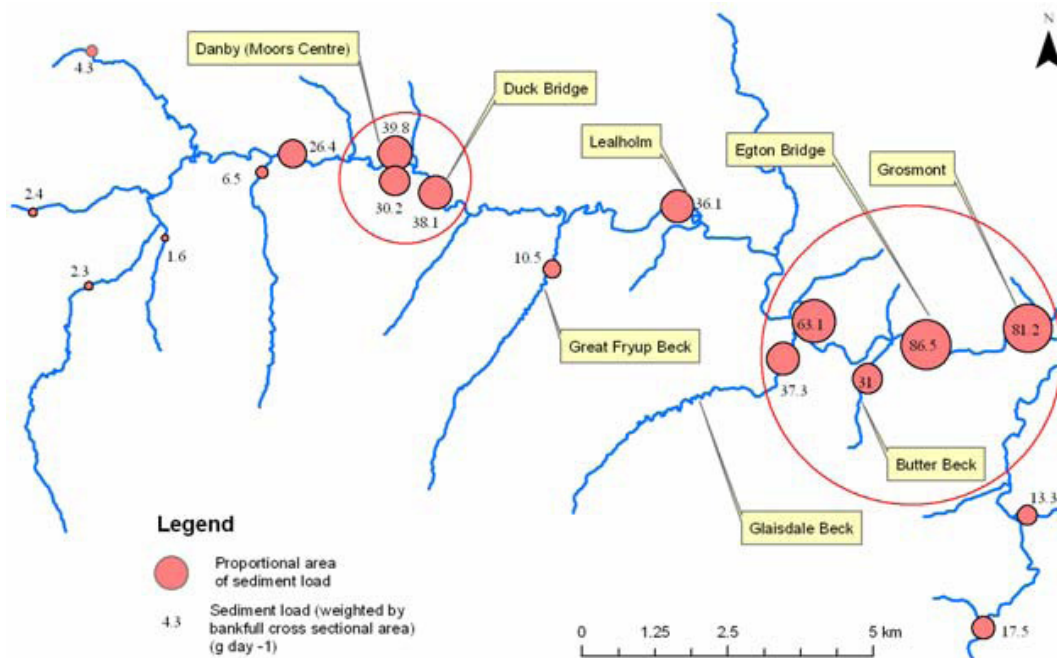 N
Danby (Moors Centre)
4.3
Duck Bridge
39.8
26.4
Lealholm
Egton Bridge
6.5
Grosmont
30.2
38.1
36.1
2.4
1.6
10.5
2.3
63.1
81.2
86.5
Great Fryup Beck
37.3
31
Butter Beck
13.3
Legend
Glaisdale Beck
Proportional area
of sediment load
4.3
Sediment load (weighted by
bankfull cross sectional area)
(g day -1)
0 1.25 2.5 5 km
17.5